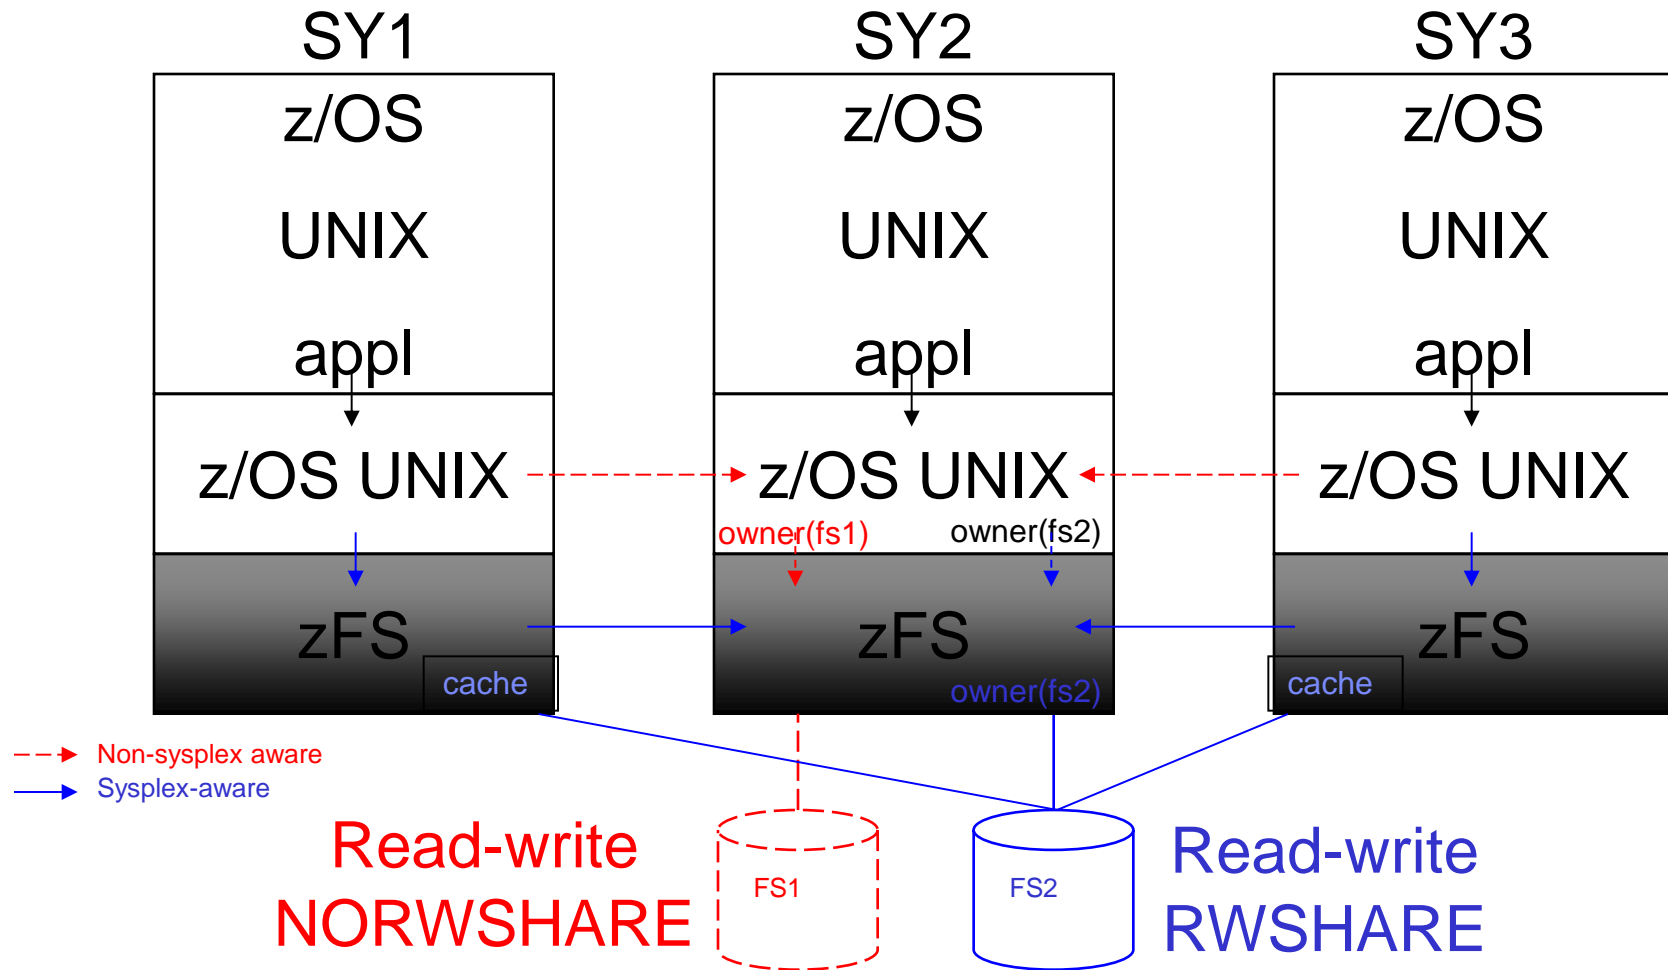 SY1
SY2
SY3
z/OS
UNIX
appl
z/OS
UNIX
appl
z/OS
UNIX
appl
z/OS UNIX
z/OS UNIX
z/OS UNIX
owner(fs1)
owner(fs2)
zFS
cache
zFS
owner(fs2)
zFS
cache
Non-sysplex aware
Sysplex-aware
Read-write
NORWSHARE
FS1
FS2
Read-write
RWSHARE